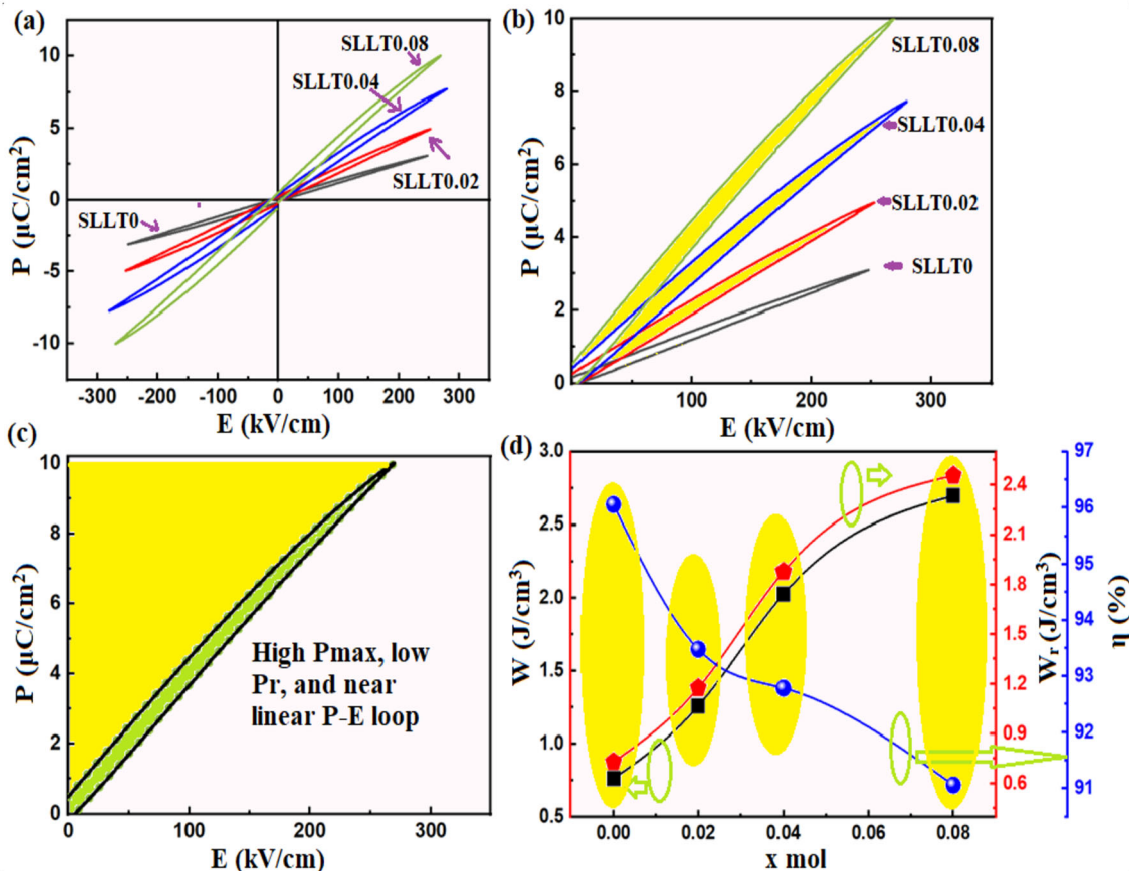 (a)
P (μC/cm²)
10
5
0
-5
-10
SLLT0.08
SLLT0.04
SLLT0.02
SLLT0
-300 -200 -100 0 100 200 300
E (kV/cm)
(b)
P (μC/cm²)
10
8
6
4
2
0
SLLT0.08
SLLT0.04
SLLT0.02
SLLT0
100 200 300
E (kV/cm)
(c)
P (μC/cm²)
10
8
6
4
2
0
High Pmax, low
Pr, and near
linear P-E loop
0 100 200 300
E (kV/cm)
(d)
W (J/cm³)
3.0
2.5
2.0
1.5
1.0
0.5
0.00 0.02 0.04 0.06 0.08
x mol
2.4
2.1
1.8
1.5
1.2
0.9
0.6
Wᵣ (J/cm³)
97
96
95
94
93
92
91
η (%)